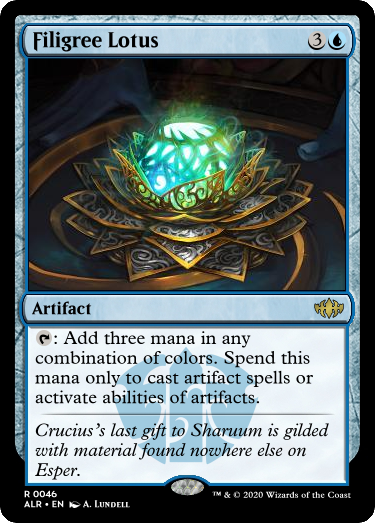 Filigree Lotus 3
Artifact
: Add three mana in any
combination of colors. Spend this
mana only to cast artifact spells or
activate abilities of artifacts.
Crucius's last gift to Sharuum is gilded
with material found nowhere else on
Esper.
R 0046
ALR • EN A. Lundell
™ & © 2020 Wizards of the Coast